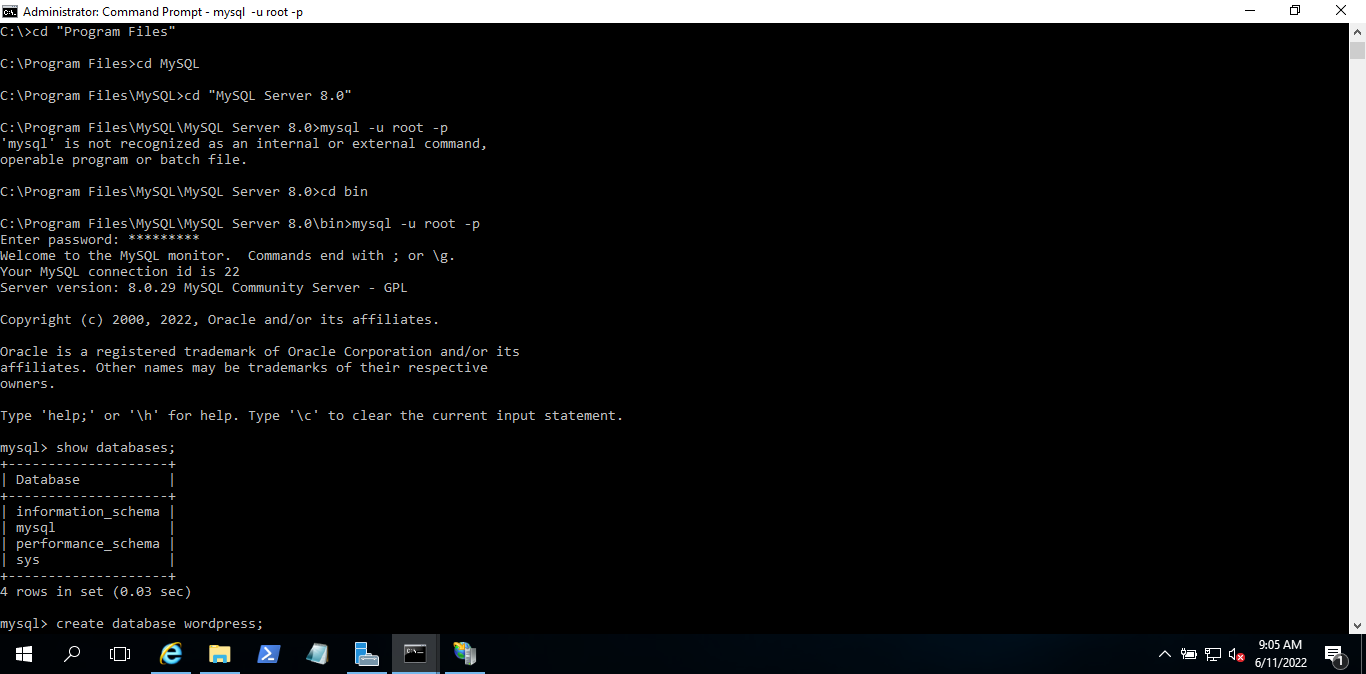 Administrator: Command Prompt - mysql  -u root -p
C:\>cd "Program Files"
C:\Program Files>cd MySQL
C:\Program Files\MySQL>cd "MySQL Server 8.0"
C:\Program Files\MySQL\MySQL Server 8.0>mysql -u root -p
'mysql' is not recognized as an internal or external command,
operable program or batch file.
C:\Program Files\MySQL\MySQL Server 8.0>cd bin
C:\Program Files\MySQL\MySQL Server 8.0\bin>mysql -u root -p
Enter password: *********
Welcome to the MySQL monitor.  Commands end with ; or \g.
Your MySQL connection id is 22
Server version: 8.0.29 MySQL Community Server - GPL
Copyright (c) 2000, 2022, Oracle and/or its affiliates.
Oracle is a registered trademark of Oracle Corporation and/or its
affiliates. Other names may be trademarks of their respective
owners.
Type 'help;' or '\h' for help. Type '\c' to clear the current input statement.
mysql> show databases;
+--------------------+
| Database           |
+--------------------+
| information_schema |
| mysql              |
| performance_schema |
| sys                |
+--------------------+
4 rows in set (0.03 sec)
mysql> create database wordpress;
9:05 AM
6/11/2022
1